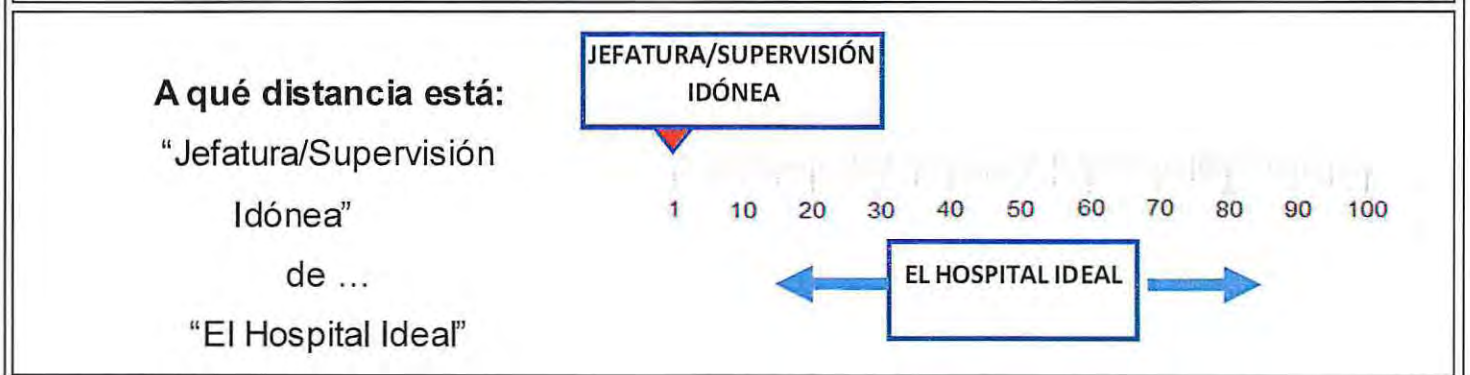 A qué distancia está:
“Jefatura/Supervisión
Idónea”
de ...
“El Hospital Ideal”
JEFATURA/SUPERVISIÓN
IDÓNEA
1 10 20 30 40 50 60 70 80 90 100
EL HOSPITAL IDEAL